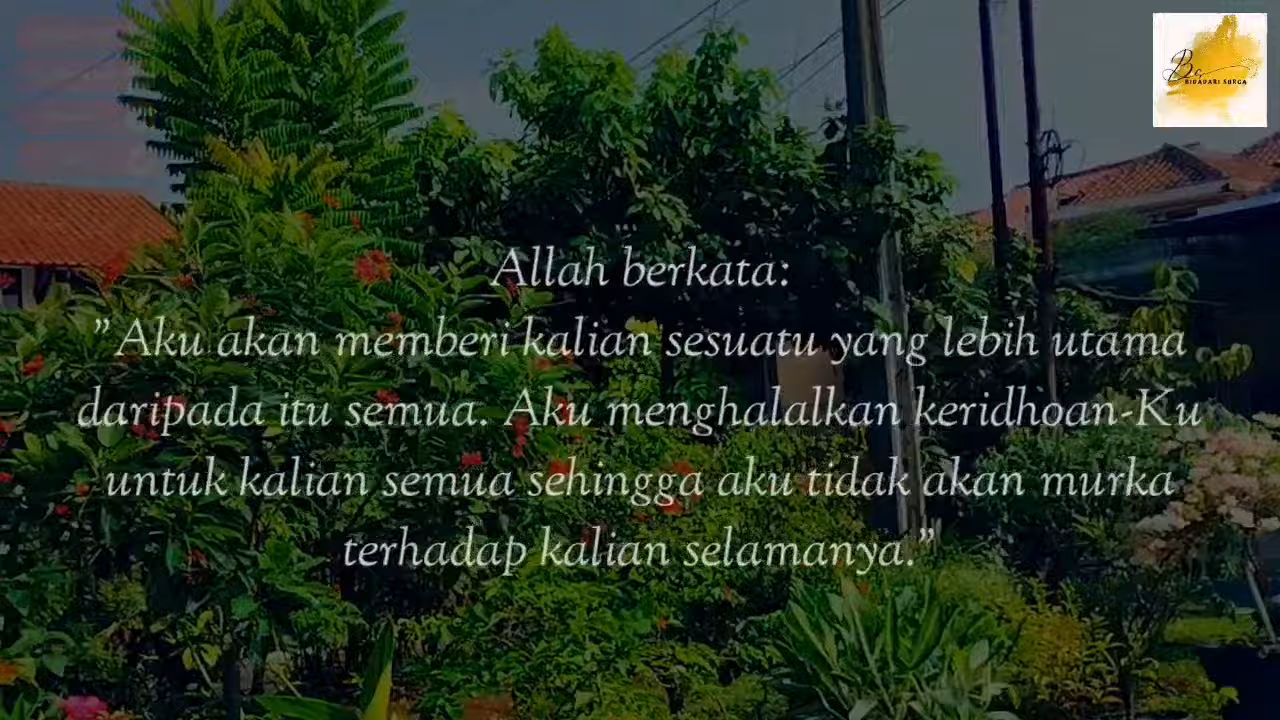 Bs
BIDADARI SURGA
Allah berkata:
"Aku akan memberi kalian sesuatu yang lebih utama
daripada itu semua. Aku menghalalkan keridhoan-Ku
untuk kalian semua sehingga aku tidak akan murka
terhadap kalian selamanya."